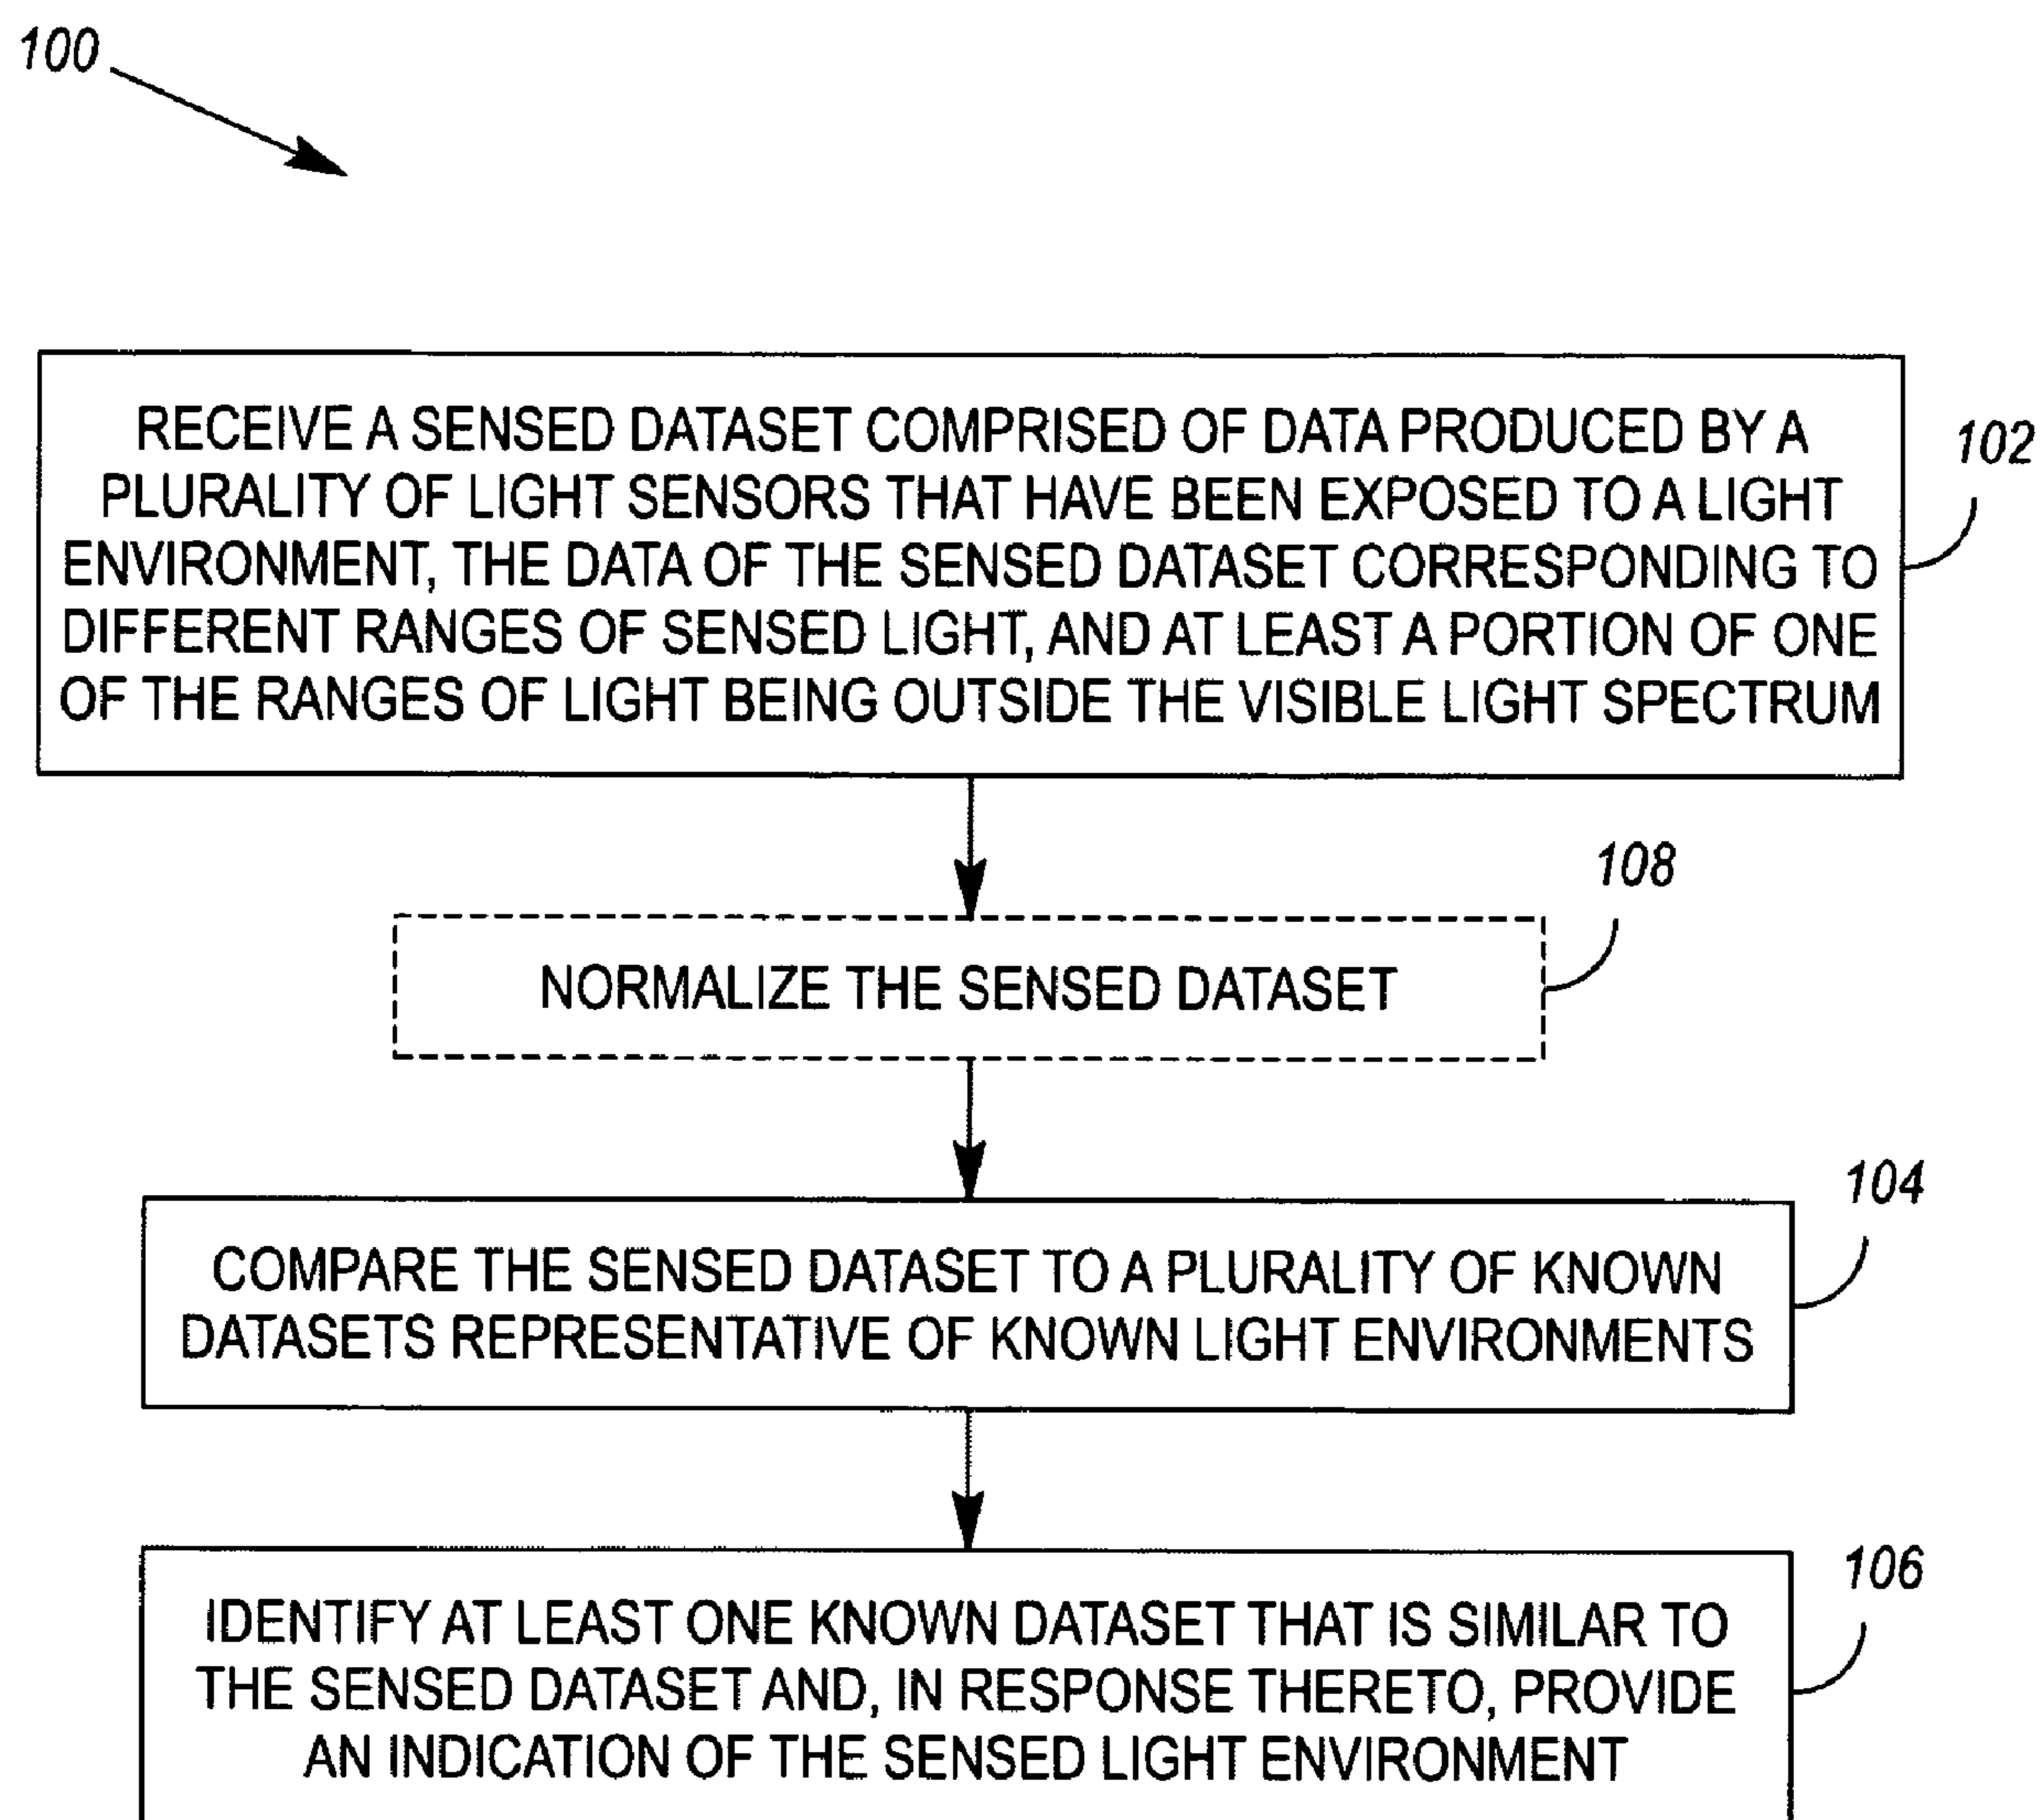 100
RECEIVE A SENSED DATASET COMPRISED OF DATA PRODUCED BY A
PLURALITY OF LIGHT SENSORS THAT HAVE BEEN EXPOSED TO A LIGHT
ENVIRONMENT, THE DATA OF THE SENSED DATASET CORRESPONDING TO
DIFFERENT RANGES OF SENSED LIGHT, AND AT LEAST A PORTION OF ONE
OF THE RANGES OF LIGHT BEING OUTSIDE THE VISIBLE LIGHT SPECTRUM
102
108
NORMALIZE THE SENSED DATASET
104
COMPARE THE SENSED DATASET TO A PLURALITY OF KNOWN
DATASETS REPRESENTATIVE OF KNOWN LIGHT ENVIRONMENTS
106
IDENTIFY AT LEAST ONE KNOWN DATASET THAT IS SIMILAR TO
THE SENSED DATASET AND, IN RESPONSE THERETO, PROVIDE
AN INDICATION OF THE SENSED LIGHT ENVIRONMENT